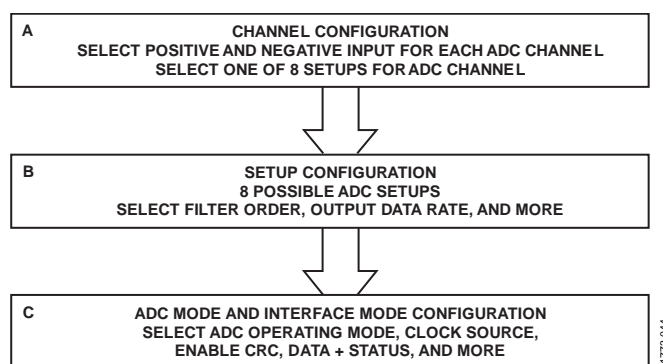 A
CHANNEL CONFIGURATION
SELECT POSITIVE AND NEGATIVE INPUT FOR EACH ADC CHANNEL
SELECT ONE OF 8 SETUPS FOR ADC CHANNEL
B
SETUP CONFIGURATION
8 POSSIBLE ADC SETUPS
SELECT FILTER ORDER, OUTPUT DATA RATE, AND MORE
C
ADC MODE AND INTERFACE MODE CONFIGURATION
SELECT ADC OPERATING MODE, CLOCK SOURCE,
ENABLE CRC, DATA + STATUS, AND MORE